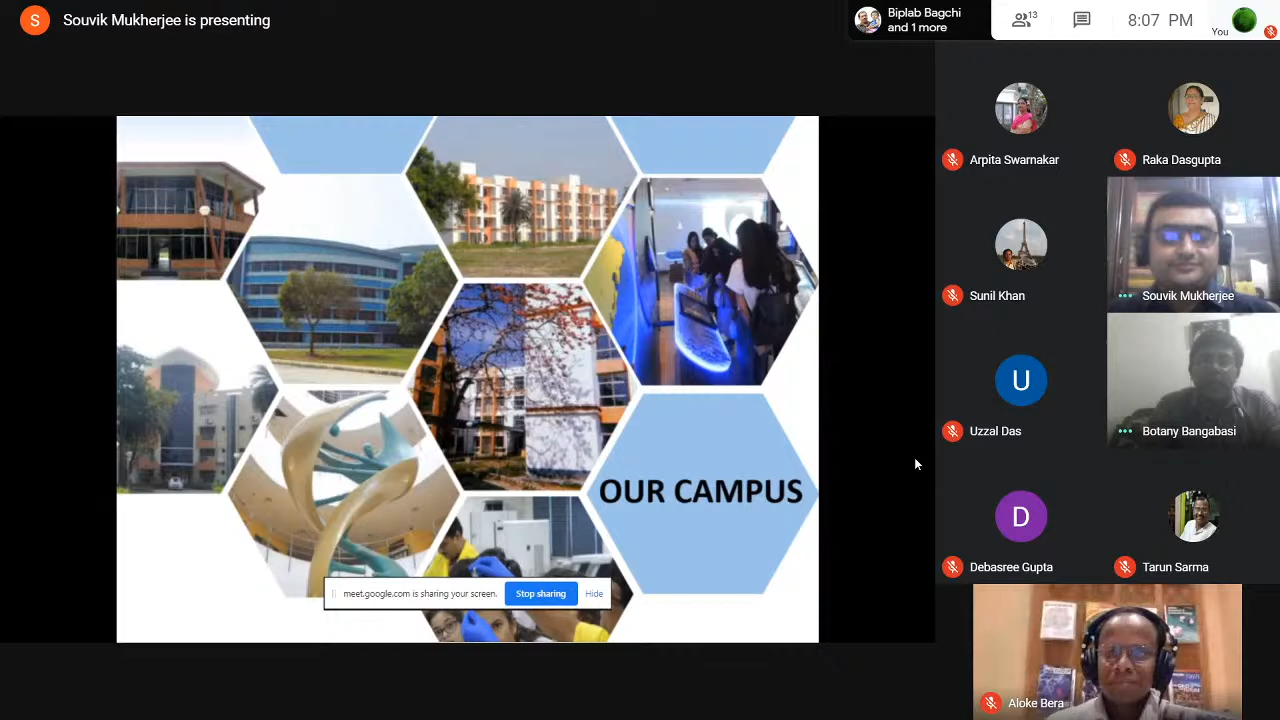 S
Souvik Mukherjee is presenting
Biplab Bagchi
and 1 more
13
8:07 PM
You
Arpita Swarnakar
Raka Dasgupta
Sunil Khan
Souvik Mukherjee
U
Uzzal Das
Botany Bangabasi
OUR CAMPUS
D
Debasree Gupta
Tarun Sarma
meet.google.com is sharing your screen.
Stop sharing
Hide
Aloke Bera